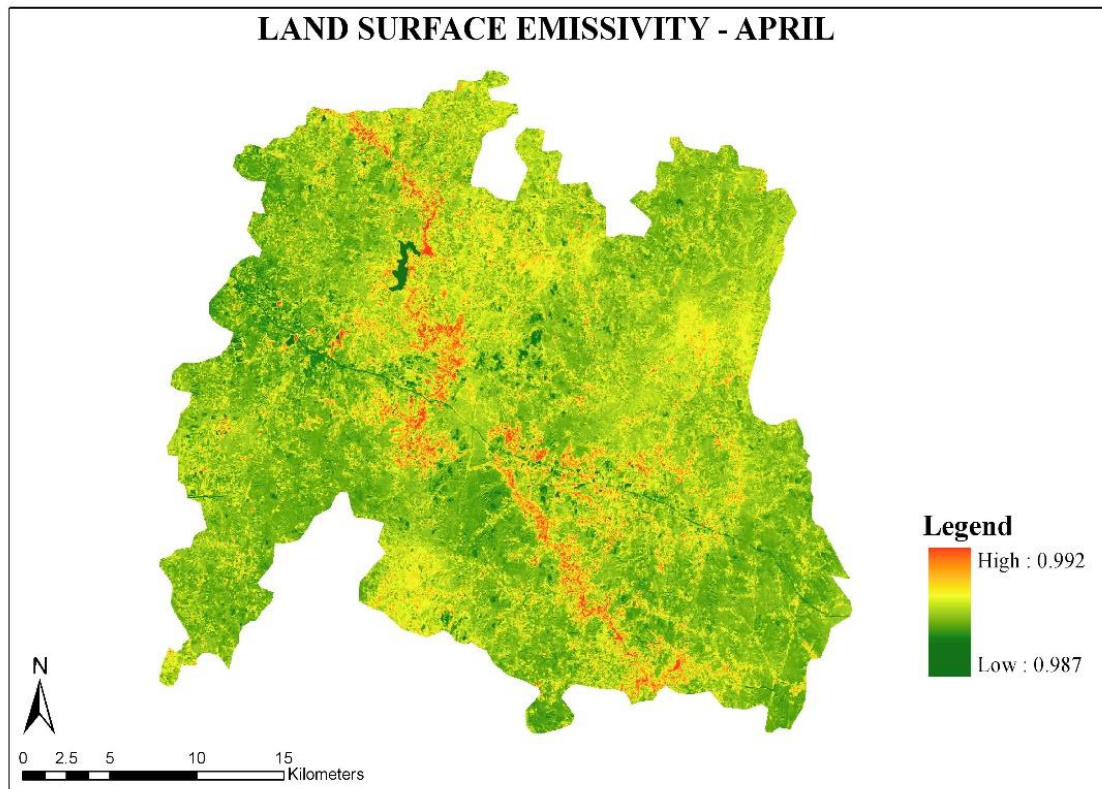 LAND SURFACE EMISSIVITY - APRIL
Legend
High : 0.992
Low : 0.987
N
0 2.5 5 10 15
Kilometers